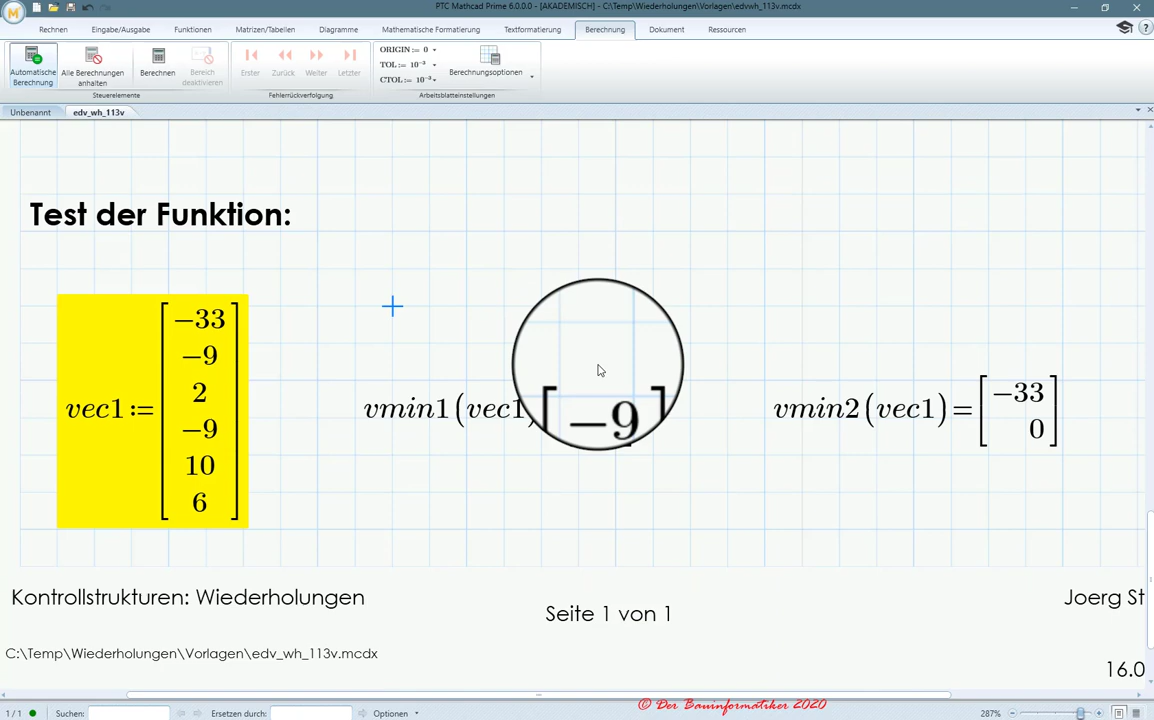 PTC Mathcad Prime 6.0.0.0 - [AKADEMISCH] - C:\Temp\Wiederholungen\Vorlagen\edvwh_113v.mcdx
Rechnen Eingabe/Ausgabe Funktionen Matrizen/Tabellen Diagramme Mathematische Formatierung Textformatierung Berechnung Dokument Ressourcen
Automatische Berechnung
Alle Berechnungen anhalten
Berechnen
Bereich deaktivieren
Steuerelemente
Erster Zurück Weiter Letzter
Fehlerrückverfolgung
ORIGIN:= 0
TOL:= 10⁻³
CTOL:= 10⁻³
Berechnungsoptionen
Arbeitsblatteinstellungen
Unbenannt edv_wh_113v
Test der Funktion:
vec1 := [ −33 −9 2 −9 10 6 ]
vmin1(vec1) [ −9 ]
vmin2(vec1) = [ −33 0 ]
Kontrollstrukturen: Wiederholungen
Seite 1 von 1
Joerg St
C:\Temp\Wiederholungen\Vorlagen\edv_wh_113v.mcdx
16.0
© Der Bauinformatiker 2020
1 / 1 Suchen: Ersetzen durch: Optionen 287%